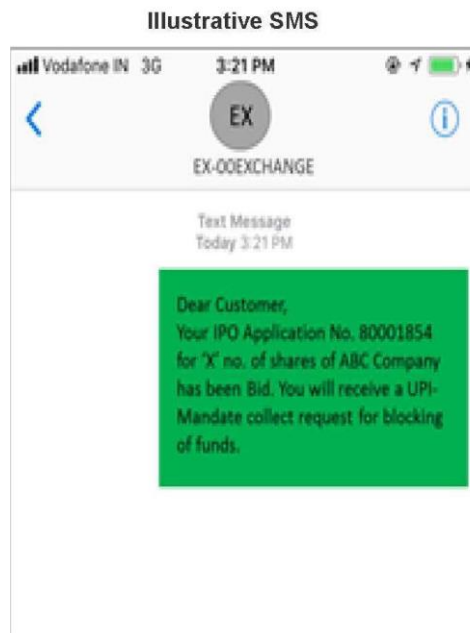 Illustrative SMS
Vodafone IN 3G 3:21 PM
EX
EX-00EXCHANGE
Text Message
Today 3:21 PM
Dear Customer,
Your IPO Application No. 80001854
for 'X' no. of shares of ABC Company
has been Bid. You will receive a UPI-
Mandate collect request for blocking
of funds.